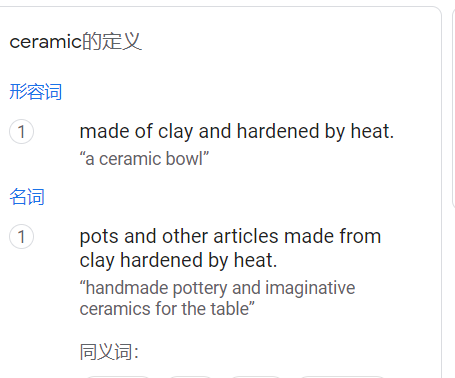 ceramic的定义
形容词
1
made of clay and hardened by heat.
“a ceramic bowl”
名词
1
pots and other articles made from
clay hardened by heat.
“handmade pottery and imaginative
ceramics for the table”
同义词：